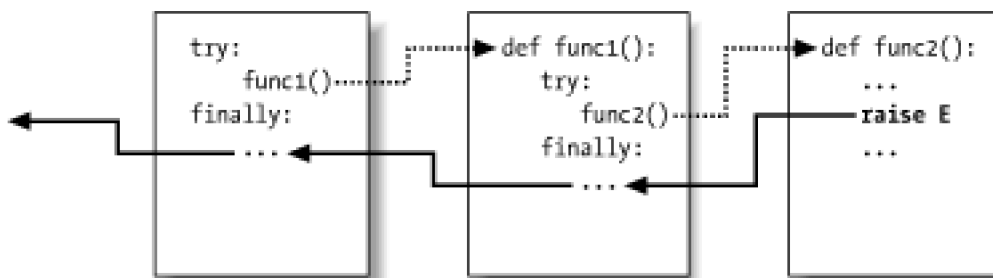 try:
func1()
finally:
...
def func1():
try:
func2()
finally:
...
def func2():
...
raise E
...